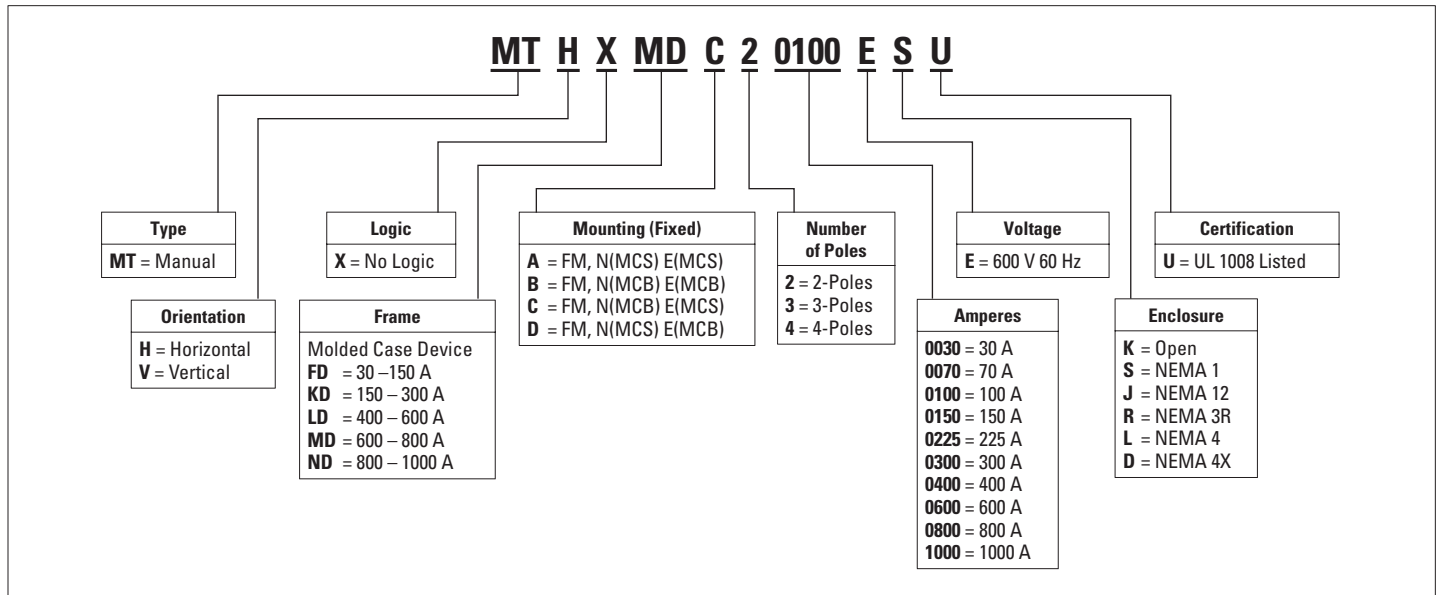 MT H X MD C 2 0100 E S U
Type
MT = Manual
Orientation
H = Horizontal
V = Vertical
Logic
X = No Logic
Frame
Molded Case Device
FD = 30 –150 A
KD = 150 – 300 A
LD = 400 – 600 A
MD = 600 – 800 A
ND = 800 – 1000 A
Mounting (Fixed)
A = FM, N(MCS) E(MCS)
B = FM, N(MCB) E(MCB)
C = FM, N(MCB) E(MCS)
D = FM, N(MCS) E(MCB)
Number
of Poles
2 = 2-Poles
3 = 3-Poles
4 = 4-Poles
Amperes
0030 = 30 A
0070 = 70 A
0100 = 100 A
0150 = 150 A
0225 = 225 A
0300 = 300 A
0400 = 400 A
0600 = 600 A
0800 = 800 A
1000 = 1000 A
Voltage
E = 600 V 60 Hz
Enclosure
K = Open
S = NEMA 1
J = NEMA 12
R = NEMA 3R
L = NEMA 4
D = NEMA 4X
Certification
U = UL 1008 Listed